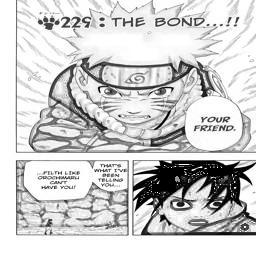 229: THE BOND...!!
YOUR
FRIEND.
THAT'S
WHAT I'VE
BEEN
TELLING
YOU...
...FILTH LIKE
OROCHIMARU
CAN'T
HAVE YOU!